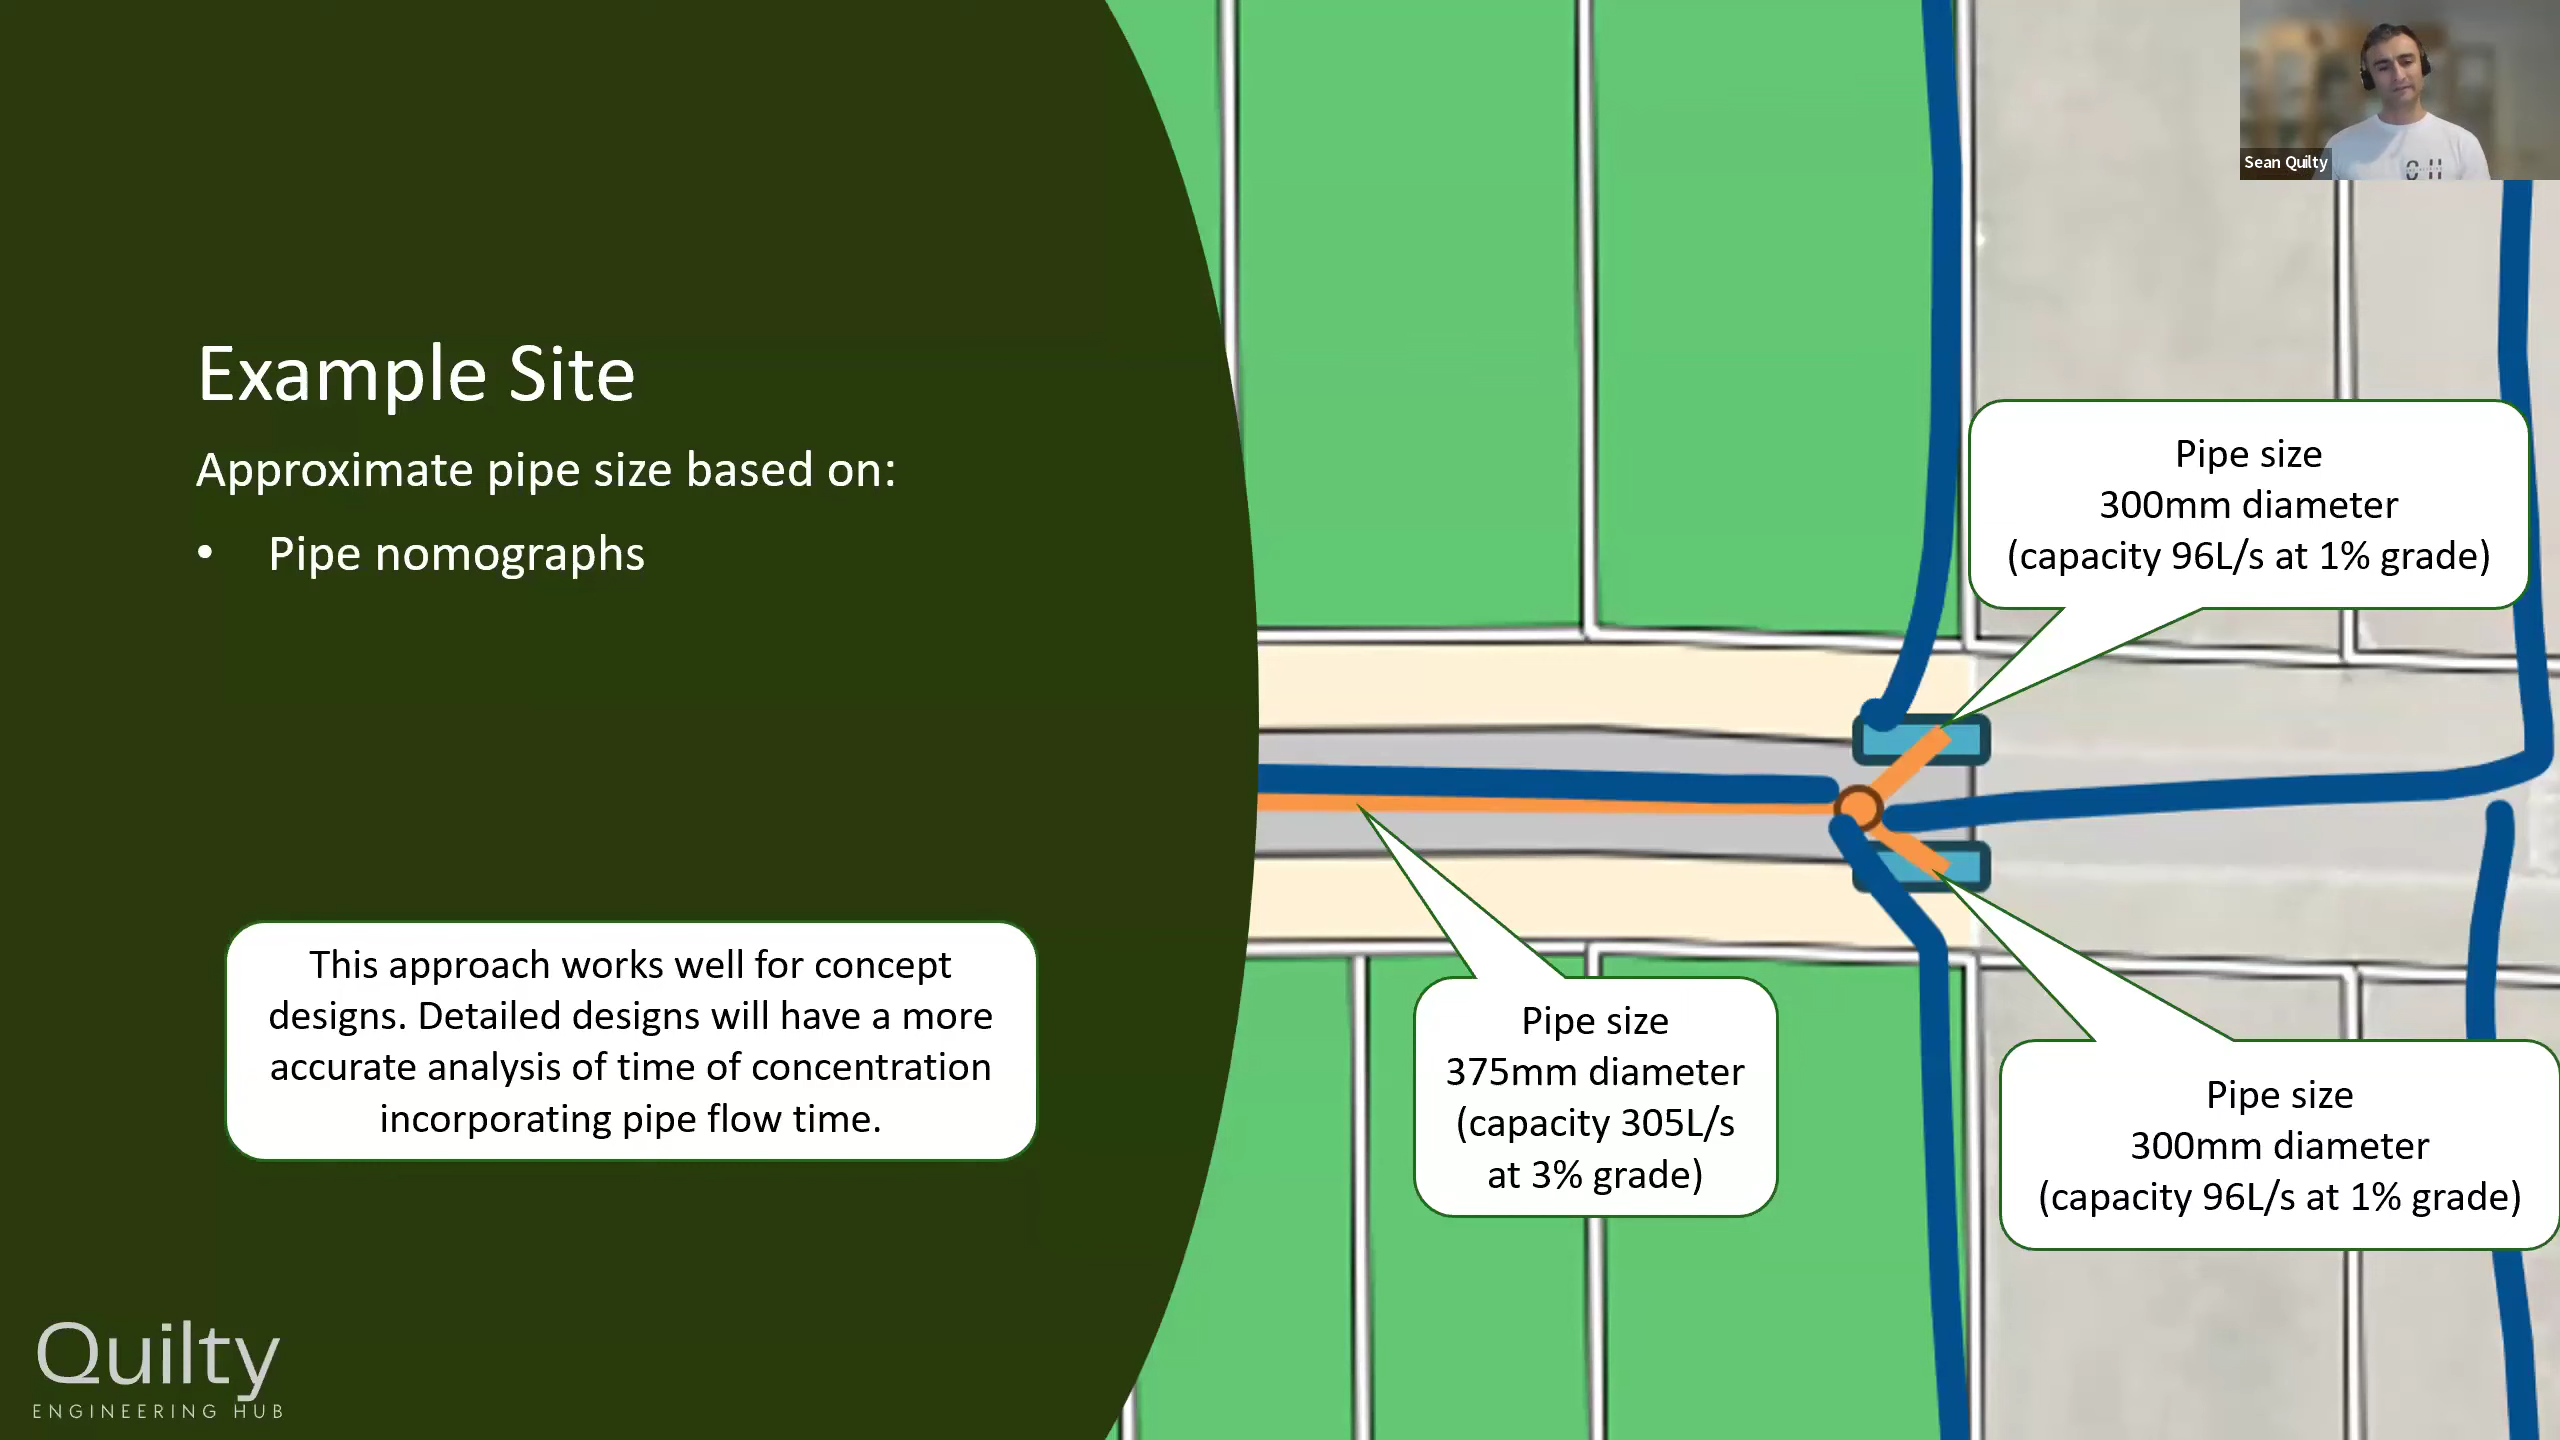 Example Site
Approximate pipe size based on:
• Pipe nomographs
This approach works well for concept
designs. Detailed designs will have a more
accurate analysis of time of concentration
incorporating pipe flow time.
Quilty
ENGINEERING HUB
Sean Quilty
Pipe size
300mm diameter
(capacity 96L/s at 1% grade)
Pipe size
375mm diameter
(capacity 305L/s
at 3% grade)
Pipe size
300mm diameter
(capacity 96L/s at 1% grade)